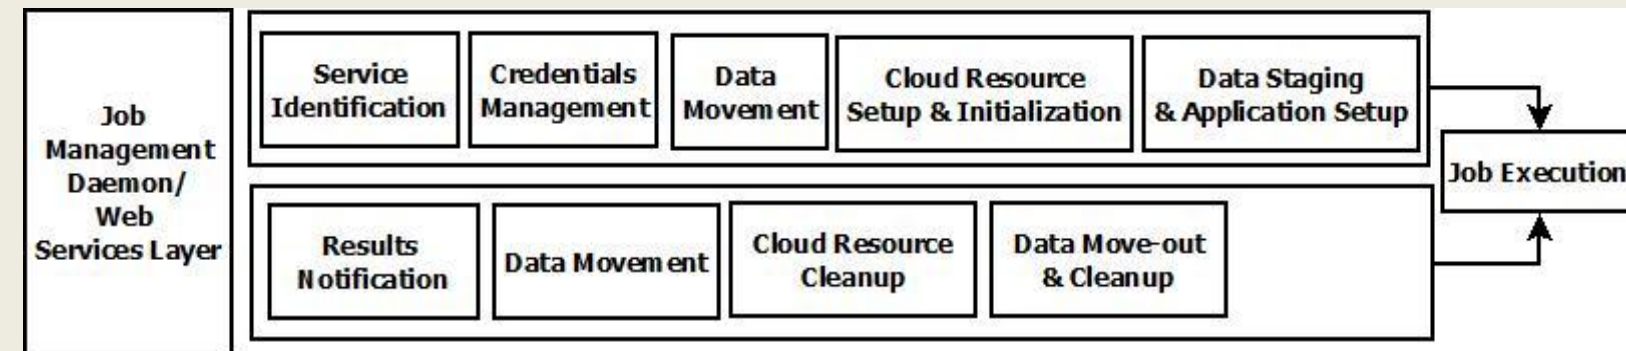 Job
Management
Daemon/
Web
Services Layer
Service
Identification
Credentials
Management
Data
Movement
Cloud Resource
Setup & Initialization
Data Staging
& Application Setup
Job Execution
Results
Notification
Data Movement
Cloud Resource
Cleanup
Data Move-out
& Cleanup